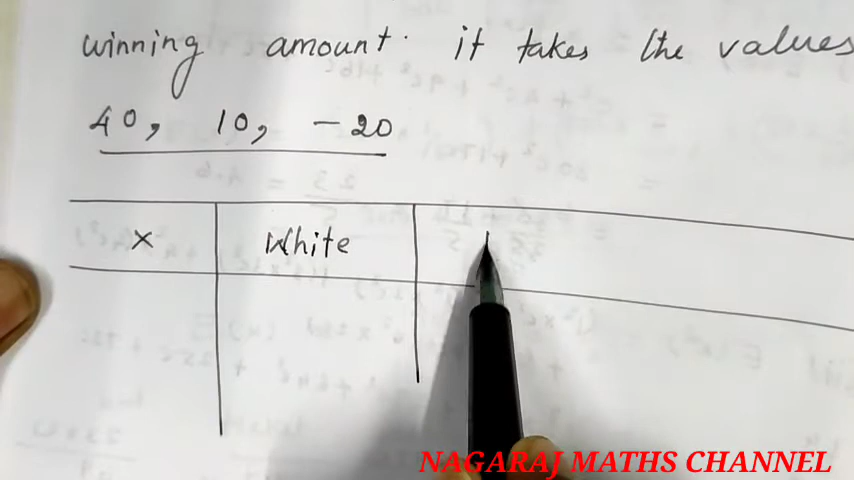 winning amount. it takes the values
40, 10, -20
X White
NAGARAJ MATHS CHANNEL